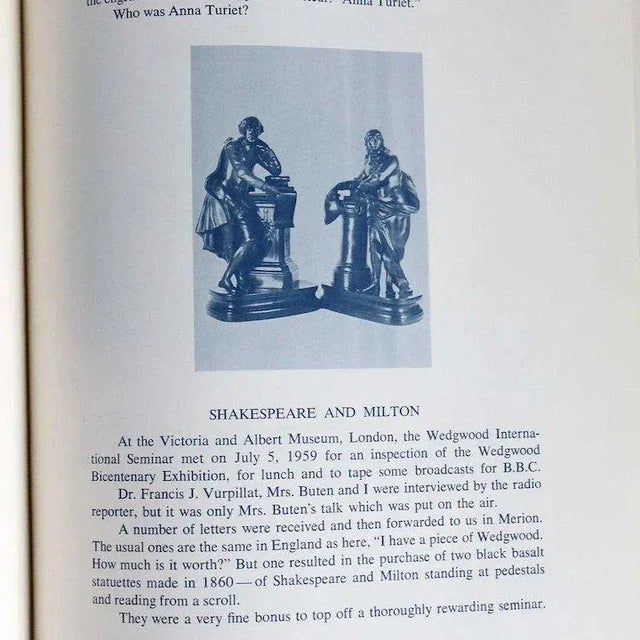 Anna Turiet."
Who was Anna Turiet?
SHAKESPEARE AND MILTON
At the Victoria and Albert Museum, London, the Wedgwood Interna-
tional Seminar met on July 5, 1959 for an inspection of the Wedgwood
Bicentenary Exhibition, for lunch and to tape some broadcasts for B.B.C.
Dr. Francis J. Vurpillat, Mrs. Buten and I were interviewed by the radio
reporter, but it was only Mrs. Buten's talk which was put on the air.
A number of letters were received and then forwarded to us in Merion.
The usual ones are the same in England as here, "I have a piece of Wedgwood.
How much is it worth?" But one resulted in the purchase of two black basalt
statuettes made in 1860—of Shakespeare and Milton standing at pedestals
and reading from a scroll.
They were a very fine bonus to top off a thoroughly rewarding seminar.